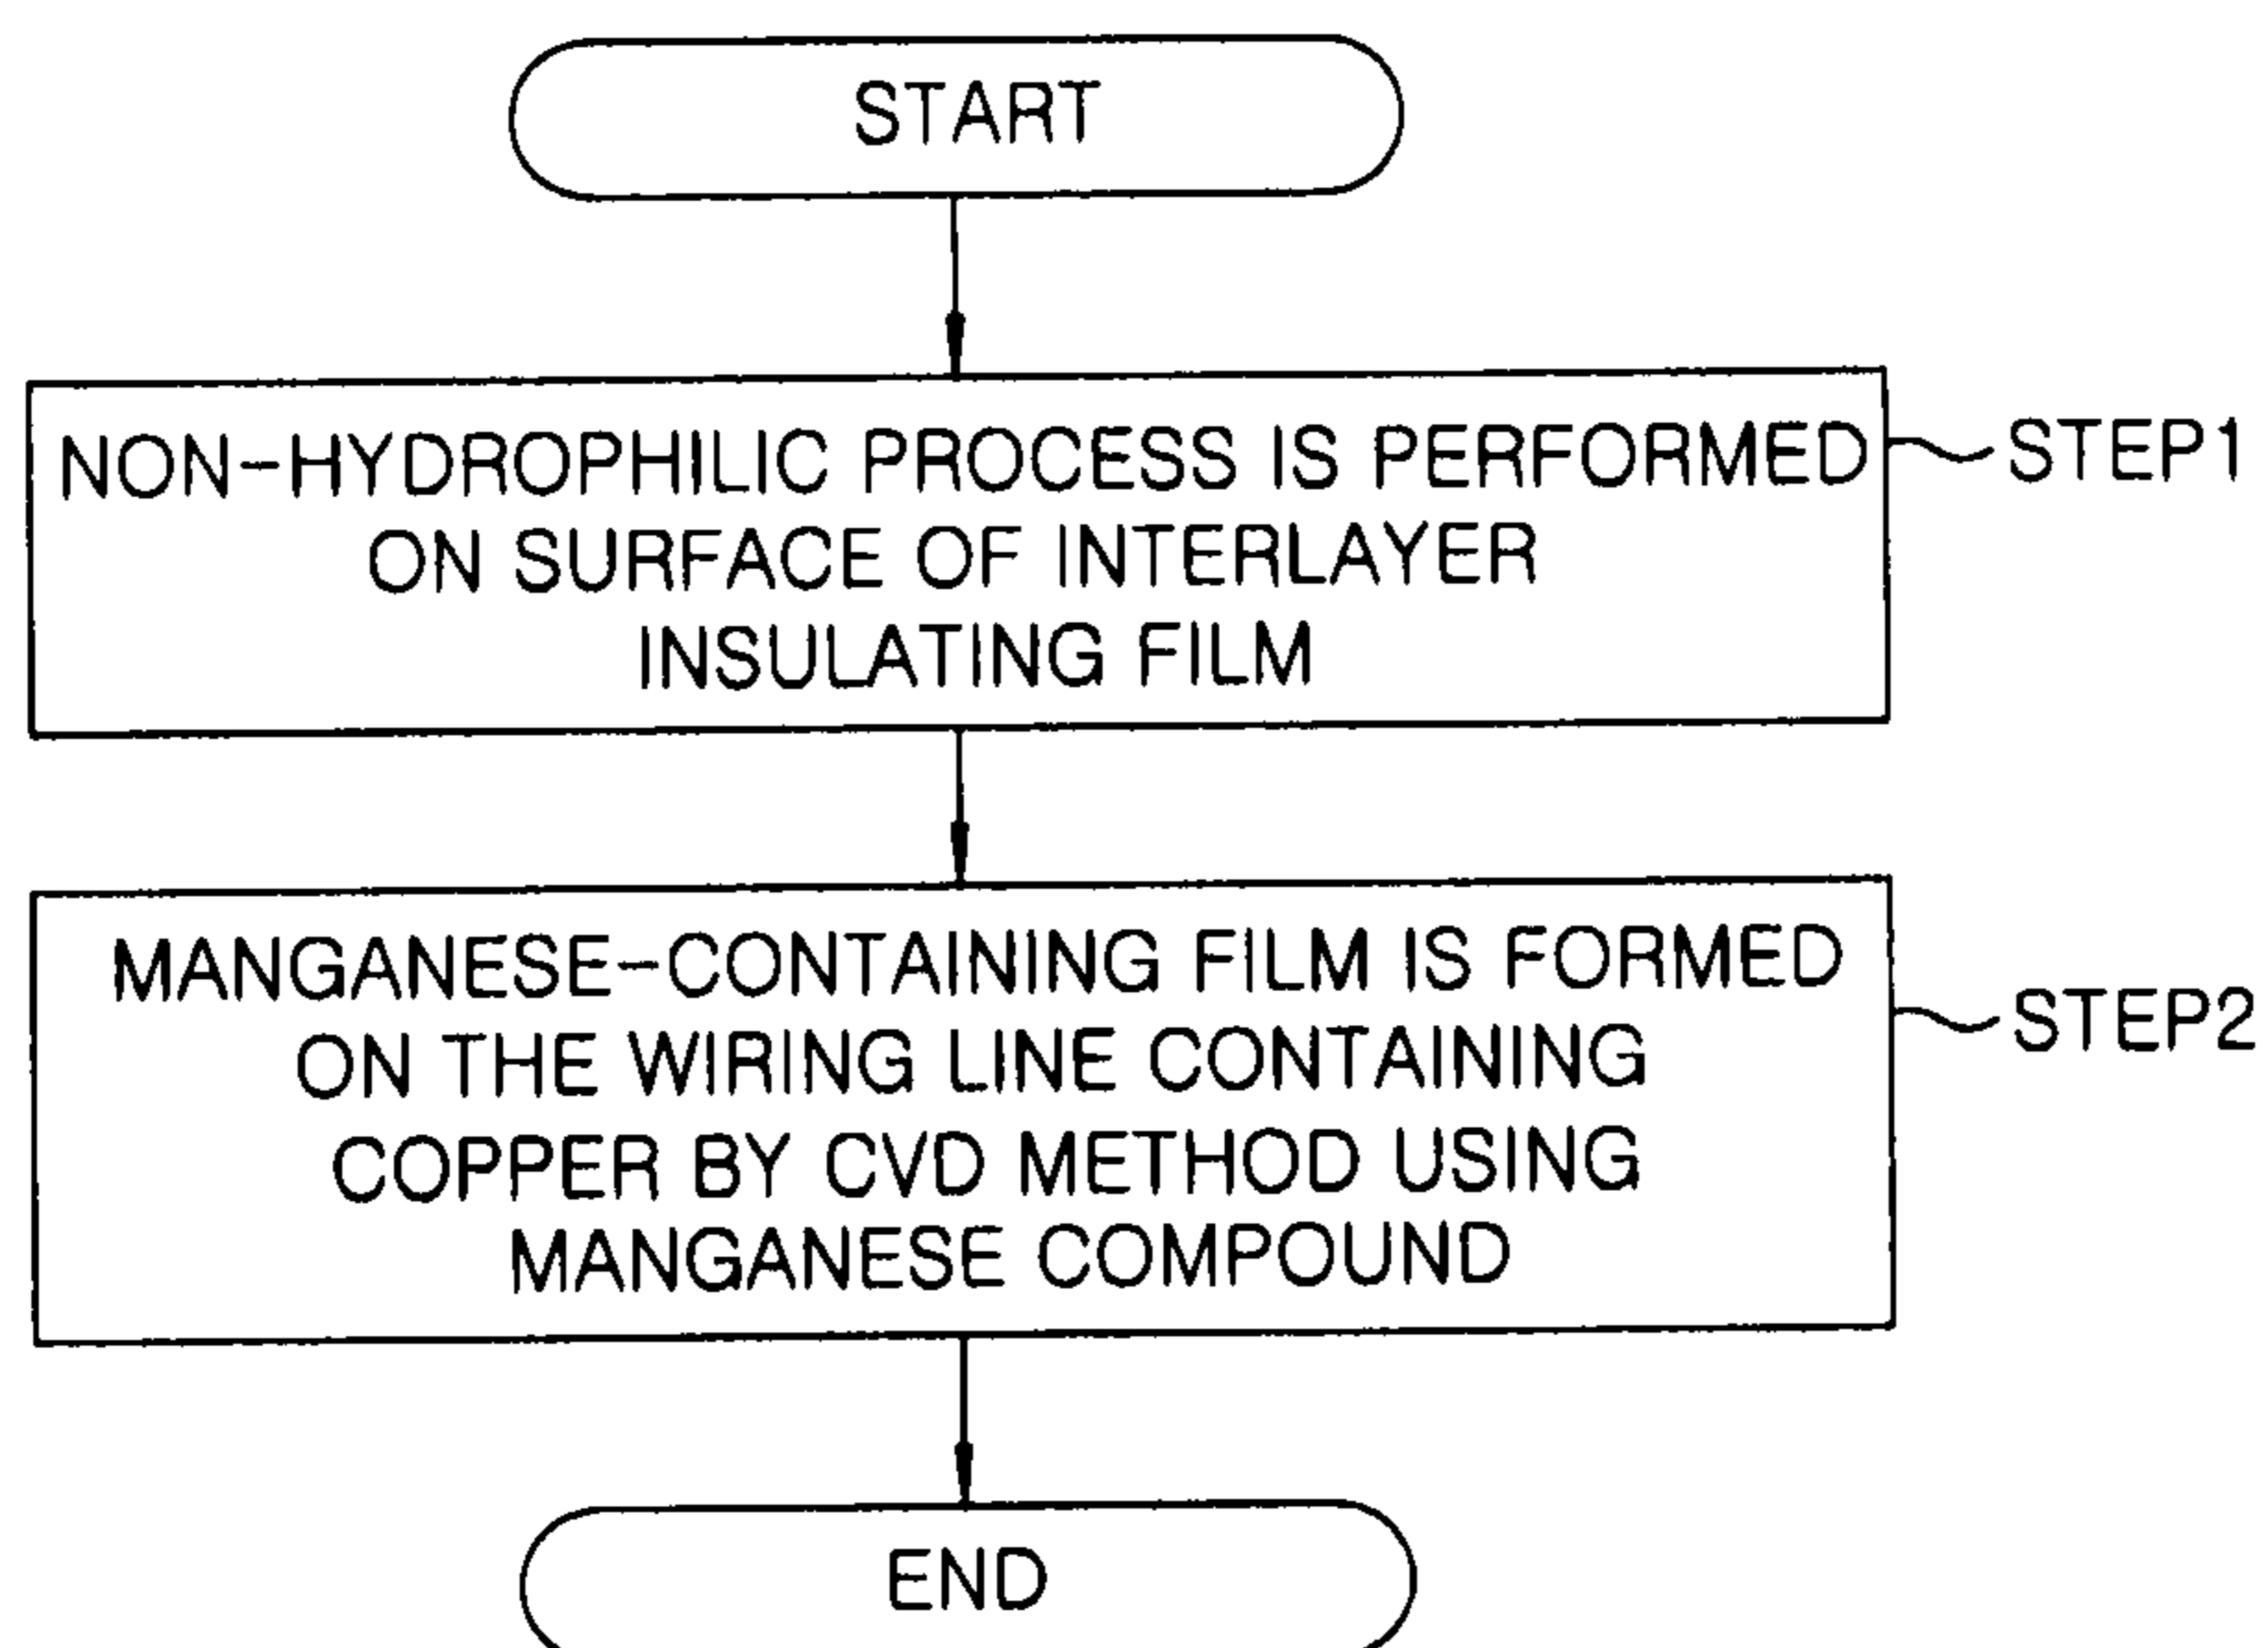 START
NON-HYDROPHILIC PROCESS IS PERFORMED
ON SURFACE OF INTERLAYER
INSULATING FILM
STEP1
MANGANESE-CONTAINING FILM IS FORMED
ON THE WIRING LINE CONTAINING
COPPER BY CVD METHOD USING
MANGANESE COMPOUND
STEP2
END